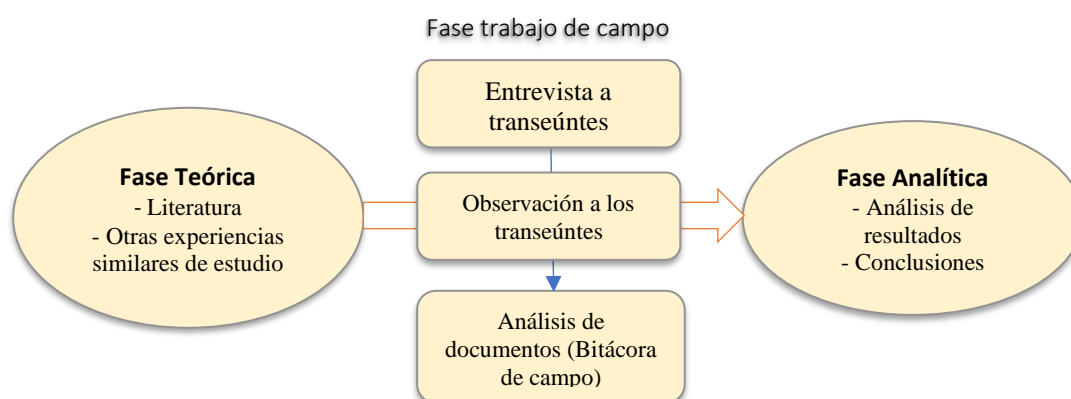 Fase trabajo de campo
Entrevista a
transeúntes
Fase Teórica
- Literatura
- Otras experiencias
similares de estudio
Observación a los
transeúntes
Fase Analítica
- Análisis de
resultados
- Conclusiones
Análisis de
documentos (Bitácora
de campo)